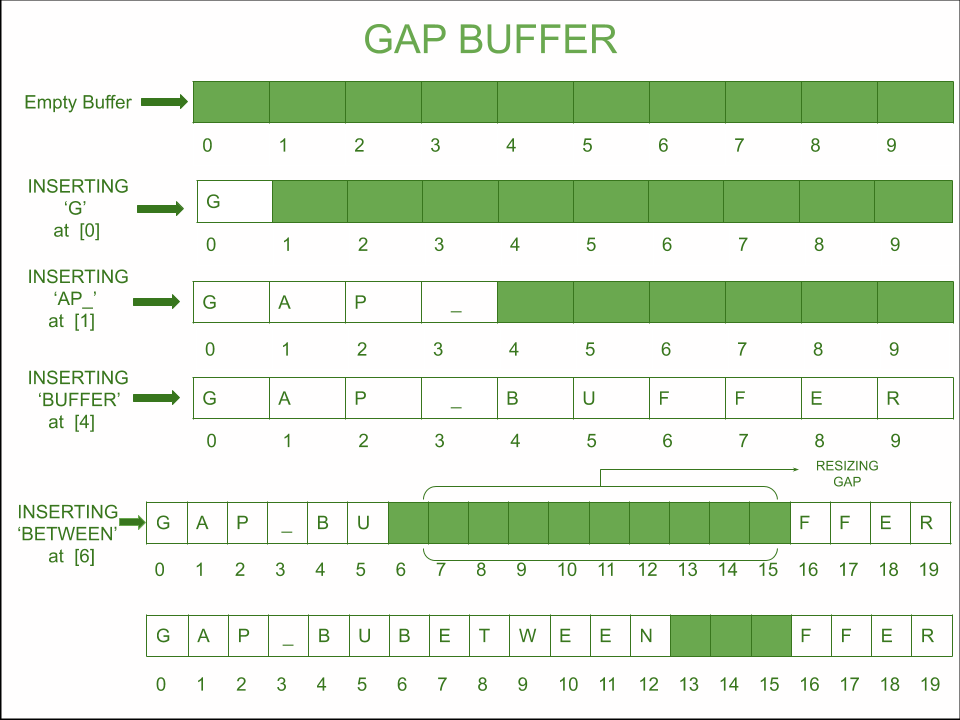 GAP BUFFER
Empty Buffer
0 1 2 3 4 5 6 7 8 9
INSERTING
‘G’
at [0]
G
0 1 2 3 4 5 6 7 8 9
INSERTING
‘AP_’
at [1]
G A P _
0 1 2 3 4 5 6 7 8 9
INSERTING
‘BUFFER’
at [4]
G A P _ B U F F E R
0 1 2 3 4 5 6 7 8 9
RESIZING
GAP
INSERTING
‘BETWEEN’
at [6]
G A P _ B U F F E R
0 1 2 3 4 5 6 7 8 9 10 11 12 13 14 15 16 17 18 19
G A P _ B U B E T W E E N F F E R
0 1 2 3 4 5 6 7 8 9 10 11 12 13 14 15 16 17 18 19